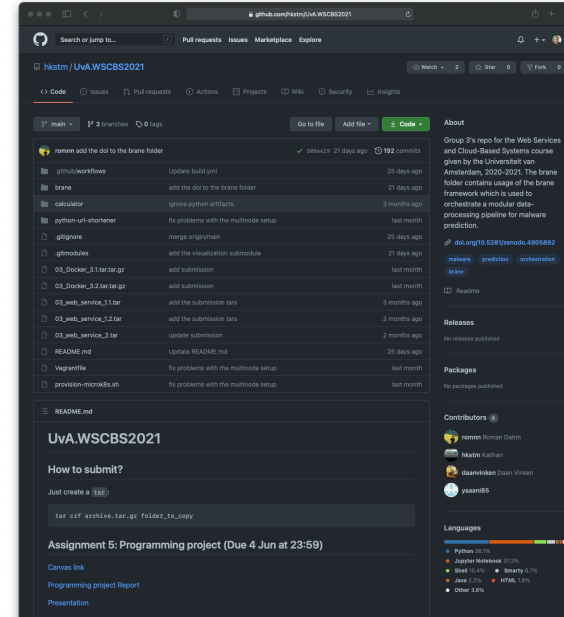 github.com/hkstm/UvA.WSCBS2021
Search or jump to...
/
Pull requests Issues Marketplace Explore
hkstm / UvA.WSCBS2021
Watch 2 Star 0 Fork 0
Code Issues Pull requests Actions Projects Wiki Security Insights
main 3 branches 0 tags Go to file Add file Code
romnn add the doi to the brane folder 21 days ago 192 commits
.github/workflows Update build.yml 25 days ago
brane add the doi to the brane folder 21 days ago
calculator ignore python artifacts 3 months ago
python-url-shortener fix problems with the multinode setup last month
.gitignore merge origin/main 25 days ago
.gitmodules add the visualization submodule 21 days ago
03_Docker_3.1.tar.tar.gz add submission last month
03_Docker_3.2.tar.tar.gz add submission last month
03_web_service_1.1.tar add the submission tars 3 months ago
03_web_service_1.2.tar add the submission tars 3 months ago
03_web_service_2.tar update submission 2 months ago
README.md Update README.md 25 days ago
Vagrantfile fix problems with the multinode setup last month
provision-microk8s.sh fix problems with the multinode setup last month
README.md
UvA.WSCBS2021
How to submit?
Just create a tar:
tar czf archive.tar.gz folder_to_copy
Assignment 5: Programming project (Due 4 Jun at 23:59)
Canvas link
Programming project Report
Presentation
About
Group 3's repo for the Web Services
and Cloud-Based Systems course
given by the Universiteit van
Amsterdam, 2020-2021. The brane
folder contains usage of the brane
framework which is used to
orchestrate a modular data-
processing pipeline for malware
prediction.
doi.org/10.5281/zenodo.4905892
malware prediction orchestration
brane
Readme
Releases
No releases published
Packages
No packages published
Contributors 4
romnn Roman Dahm
hkstm Kaihan
daanvinken Daan Vinken
yaaani85
Languages
Python 38.1%
Jupyter Notebook 37.2%
Shell 10.4% Smarty 6.7%
Java 2.2% HTML 1.8%
Other 3.6%